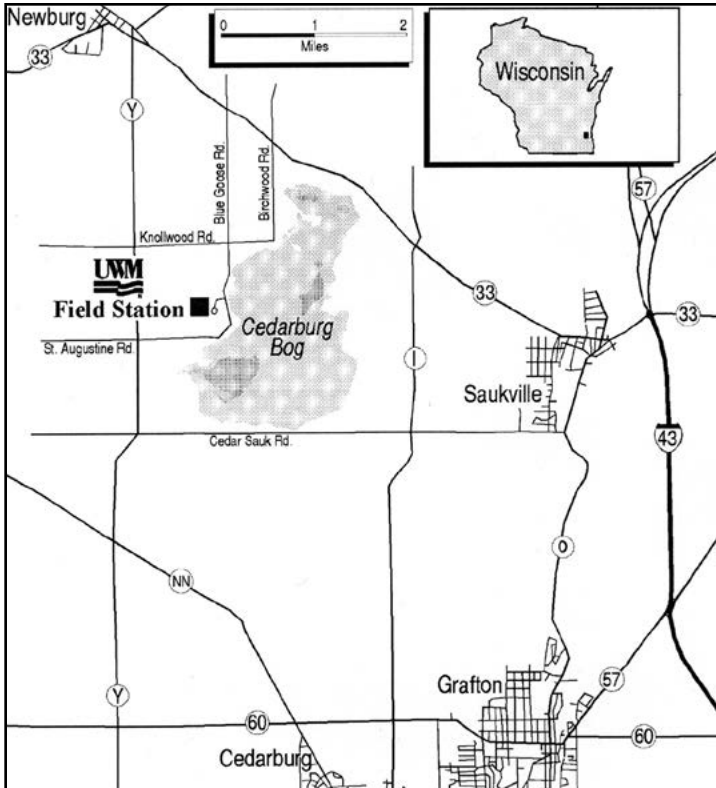 Newburg
0 1 2
Miles
Wisconsin
33
Y
Blue Goose Rd.
Birchwood Rd.
57
Knollwood Rd.
UWM
Field Station
33
33
Cedarburg
Bog
St. Augustine Rd.
I
Saukville
Cedar Sauk Rd.
43
O
NN
Grafton
57
Y
60
60
Cedarburg